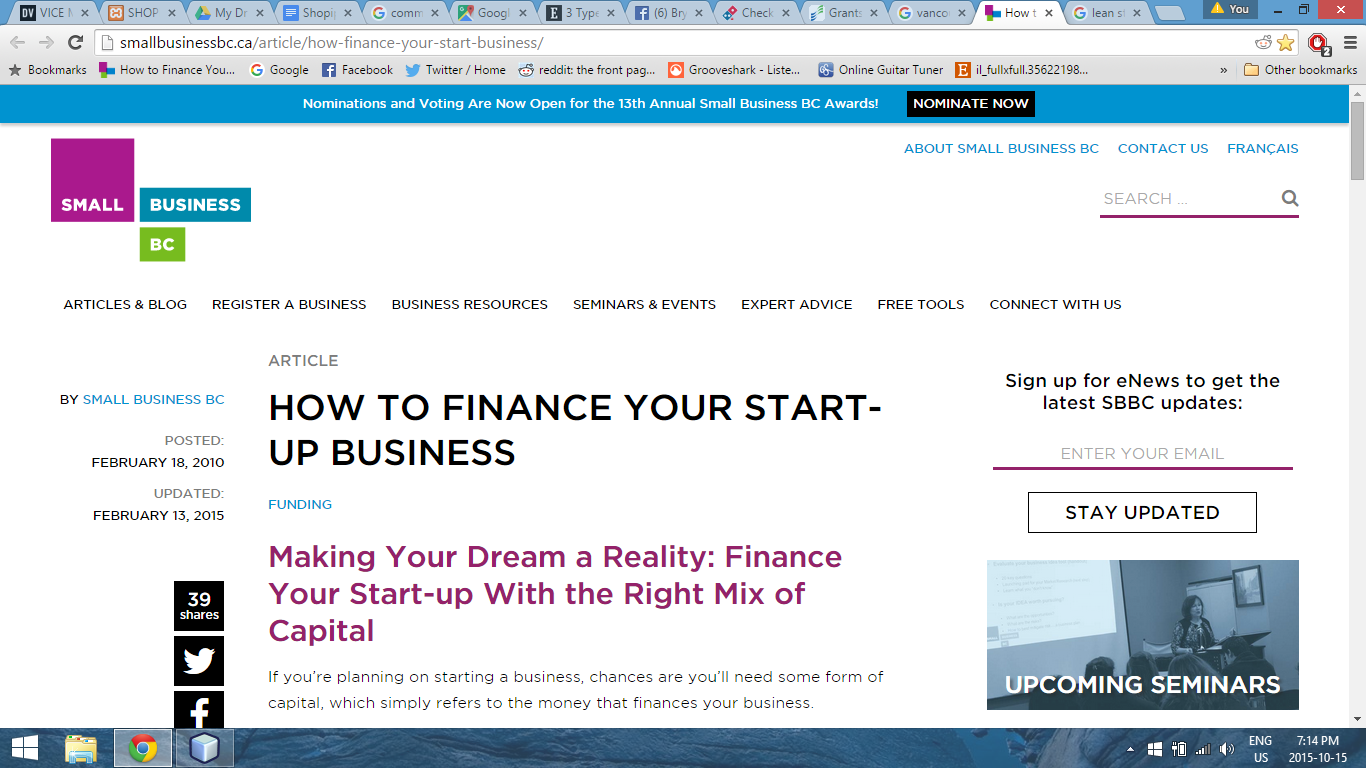 VICE M
SHOP
My Dr
Shopi
comm
Googl
3 Type
(6) Bry
Check
Grants
vanco
How t
lean st
You
smallbusinessbc.ca/article/how-finance-your-start-business/
2
Bookmarks
How to Finance You...
Google
Facebook
Twitter / Home
reddit: the front pag...
Grooveshark - Liste...
Online Guitar Tuner
il_fullxfull.35622198...
»
Other bookmarks
Nominations and Voting Are Now Open for the 13th Annual Small Business BC Awards!
NOMINATE NOW
ABOUT SMALL BUSINESS BC
CONTACT US
FRANÇAIS
SMALL
BUSINESS
BC
SEARCH ...
ARTICLES & BLOG
REGISTER A BUSINESS
BUSINESS RESOURCES
SEMINARS & EVENTS
EXPERT ADVICE
FREE TOOLS
CONNECT WITH US
BY SMALL BUSINESS BC
POSTED:
FEBRUARY 18, 2010
UPDATED:
FEBRUARY 13, 2015
39
shares
ARTICLE
HOW TO FINANCE YOUR START-
UP BUSINESS
FUNDING
Making Your Dream a Reality: Finance
Your Start-up With the Right Mix of
Capital
If you're planning on starting a business, chances are you'll need some form of
capital, which simply refers to the money that finances your business.
Sign up for eNews to get the
latest SBBC updates:
ENTER YOUR EMAIL
STAY UPDATED
UPCOMING SEMINARS
ENG
US
7:14 PM
2015-10-15